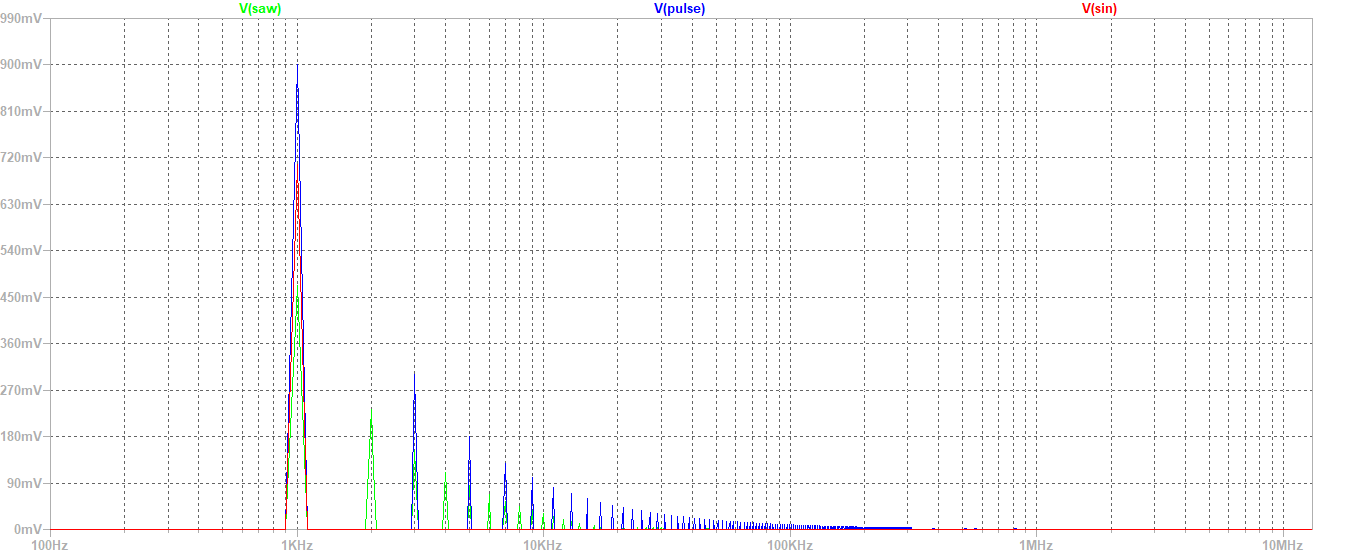 V(saw) V(pulse) V(sin)
990mV
900mV
810mV
720mV
630mV
540mV
450mV
360mV
270mV
180mV
90mV
0mV
100Hz 1KHz 10KHz 100KHz 1MHz 10MHz